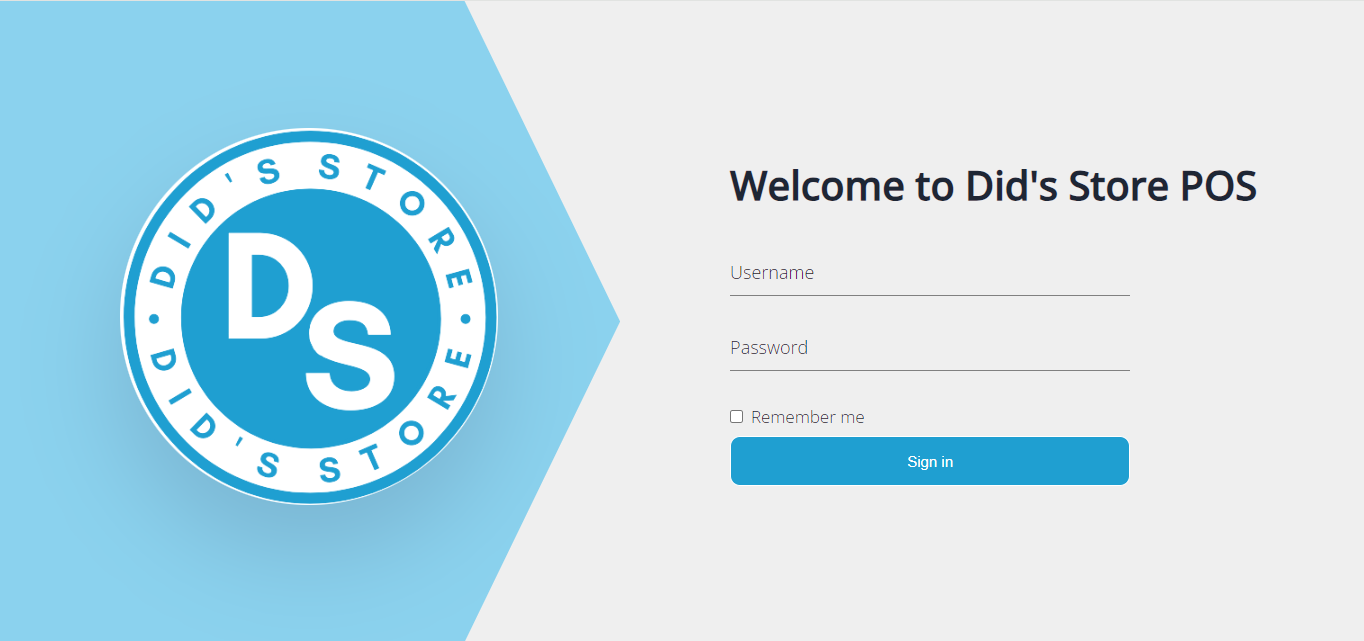 DID'S STORE
DS
DID'S STORE
Welcome to Did's Store POS
Username
Password
Remember me
Sign in